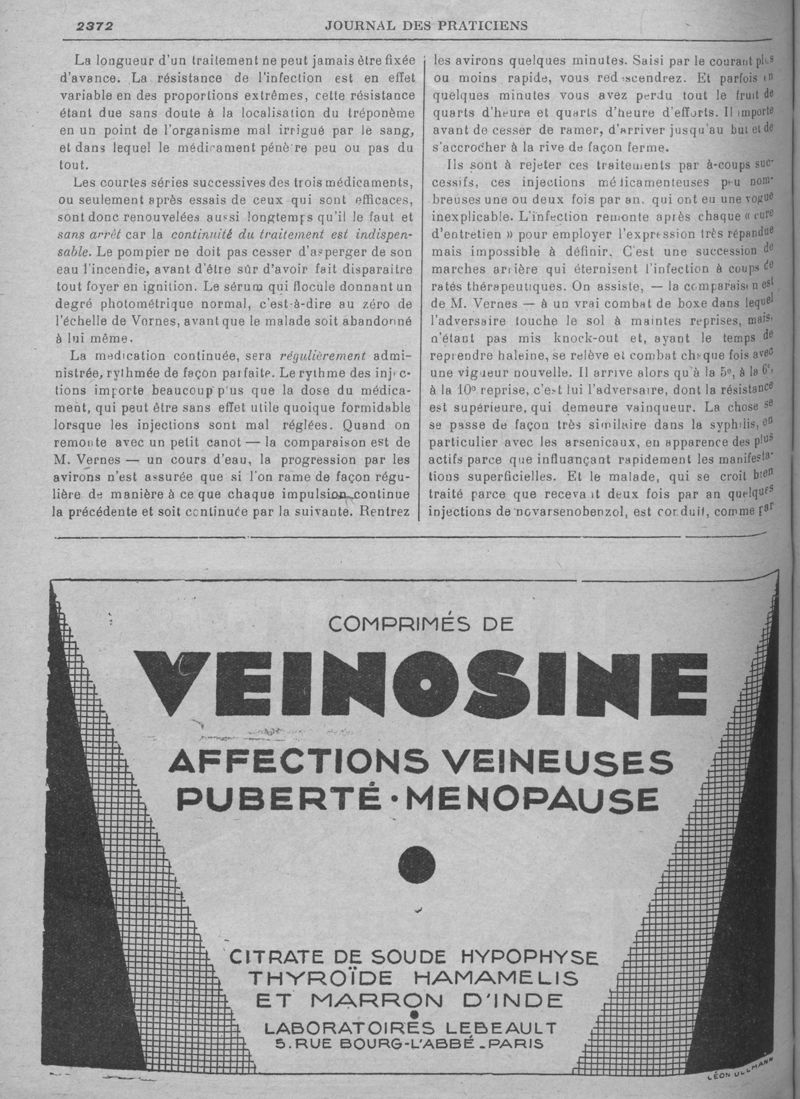 2372
JOURNAL DES PRATICIENS
La longueur d'un traitement ne peut jamais être fixée
d'avance. La résistance de l'infection est en effet
variable en des proportions extrêmes, cette résistance
étant due sans doute à la localisation du tréponème
en un point de l'organisme mal irrigué par le sang,
et dans lequel le médicament pénètre peu ou pas du
tout.
Les courtes séries successives des trois médicaments,
ou seulement après essais de ceux qui sont efficaces,
sont donc renouvelées aussi longtemps qu'il le faut et
sans arrêt car la continuité du traitement est indispen-
sable. Le pompier ne doit pas cesser d'asperger de son
eau l'incendie, avant d'être sûr d'avoir fait disparaître
tout foyer en ignition. Le sérum qui flocule donnant un
degré photométrique normal, c'est-à-dire au zéro de
l'échelle de Vernes, avant que le malade soit abandonné
à lui même.
La médication continuée, sera régulièrement admi-
nistrée, rythmée de façon parfaite. Le rythme des injec-
tions importe beaucoup plus que la dose du médica-
ment, qui peut être sans effet utile quoique formidable
lorsque les injections sont mal réglées. Quand on
remonte avec un petit canot — la comparaison est de
M. Vernes — un cours d'eau, la progression par les
avirons n'est assurée que si l'on rame de façon régu-
lière de manière à ce que chaque impulsion continue
la précédente et soit continuée par la suivante. Rentrez
les avirons quelques minutes. Saisi par le courant plus
ou moins rapide, vous redescendrez. Et parfois en
quelques minutes vous avez perdu tout le fruit de
quarts d'heure et quarts d'heure d'efforts. Il importe
avant de cesser de ramer, d'arriver jusqu'au but et de
s'accrocher à la rive de façon ferme.
Ils sont à rejeter ces traitements par à-coups suc-
cessifs, ces injections médicamenteuses peu nom-
breuses une ou deux fois par an, qui ont eu une vogue
inexplicable. L'infection remonte après chaque « cure
d'entretien » pour employer l'expression très répandue
mais impossible à définir. C'est une succession de
marches arrière qui éternisent l'infection à coups de
ratés thérapeutiques. On assiste, — la comparaison est
de M. Vernes — à un vrai combat de boxe dans lequel
l'adversaire touche le sol à maintes reprises, mais,
n'étant pas mis knock-out et, ayant le temps de
reprendre haleine, se relève et combat chaque fois avec
une vigueur nouvelle. Il arrive alors qu'à la 5e, à la 6e,
à la 10e reprise, c'est lui l'adversaire, dont la résistance
est supérieure, qui demeure vainqueur. La chose se
se passe de façon très similaire dans la syphilis, en
particulier avec les arsenicaux, en apparence des plus
actifs parce que influançant rapidement les manifesta-
tions superficielles. Et le malade, qui se croit bien
traité parce que recevait deux fois par an quelques
injections de novarsenobenzol, est conduit, comme par
COMPRIMÉS DE
VEINOSINE
AFFECTIONS VEINEUSES
PUBERTÉ · MENOPAUSE
CITRATE DE SOUDE HYPOPHYSE
THYROÏDE HAMAMELIS
ET MARRON D'INDE
LABORATOIRES LEBEAULT
5. RUE BOURG-L'ABBÉ_PARIS
LÉON ULLMANN